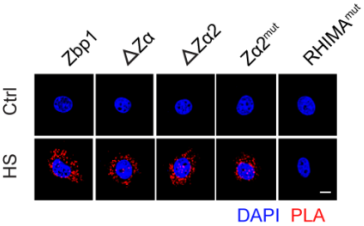 Zbp1 ΔZα ΔZα2 Zα2mut RHIMAmut
Ctrl
HS
DAPI PLA